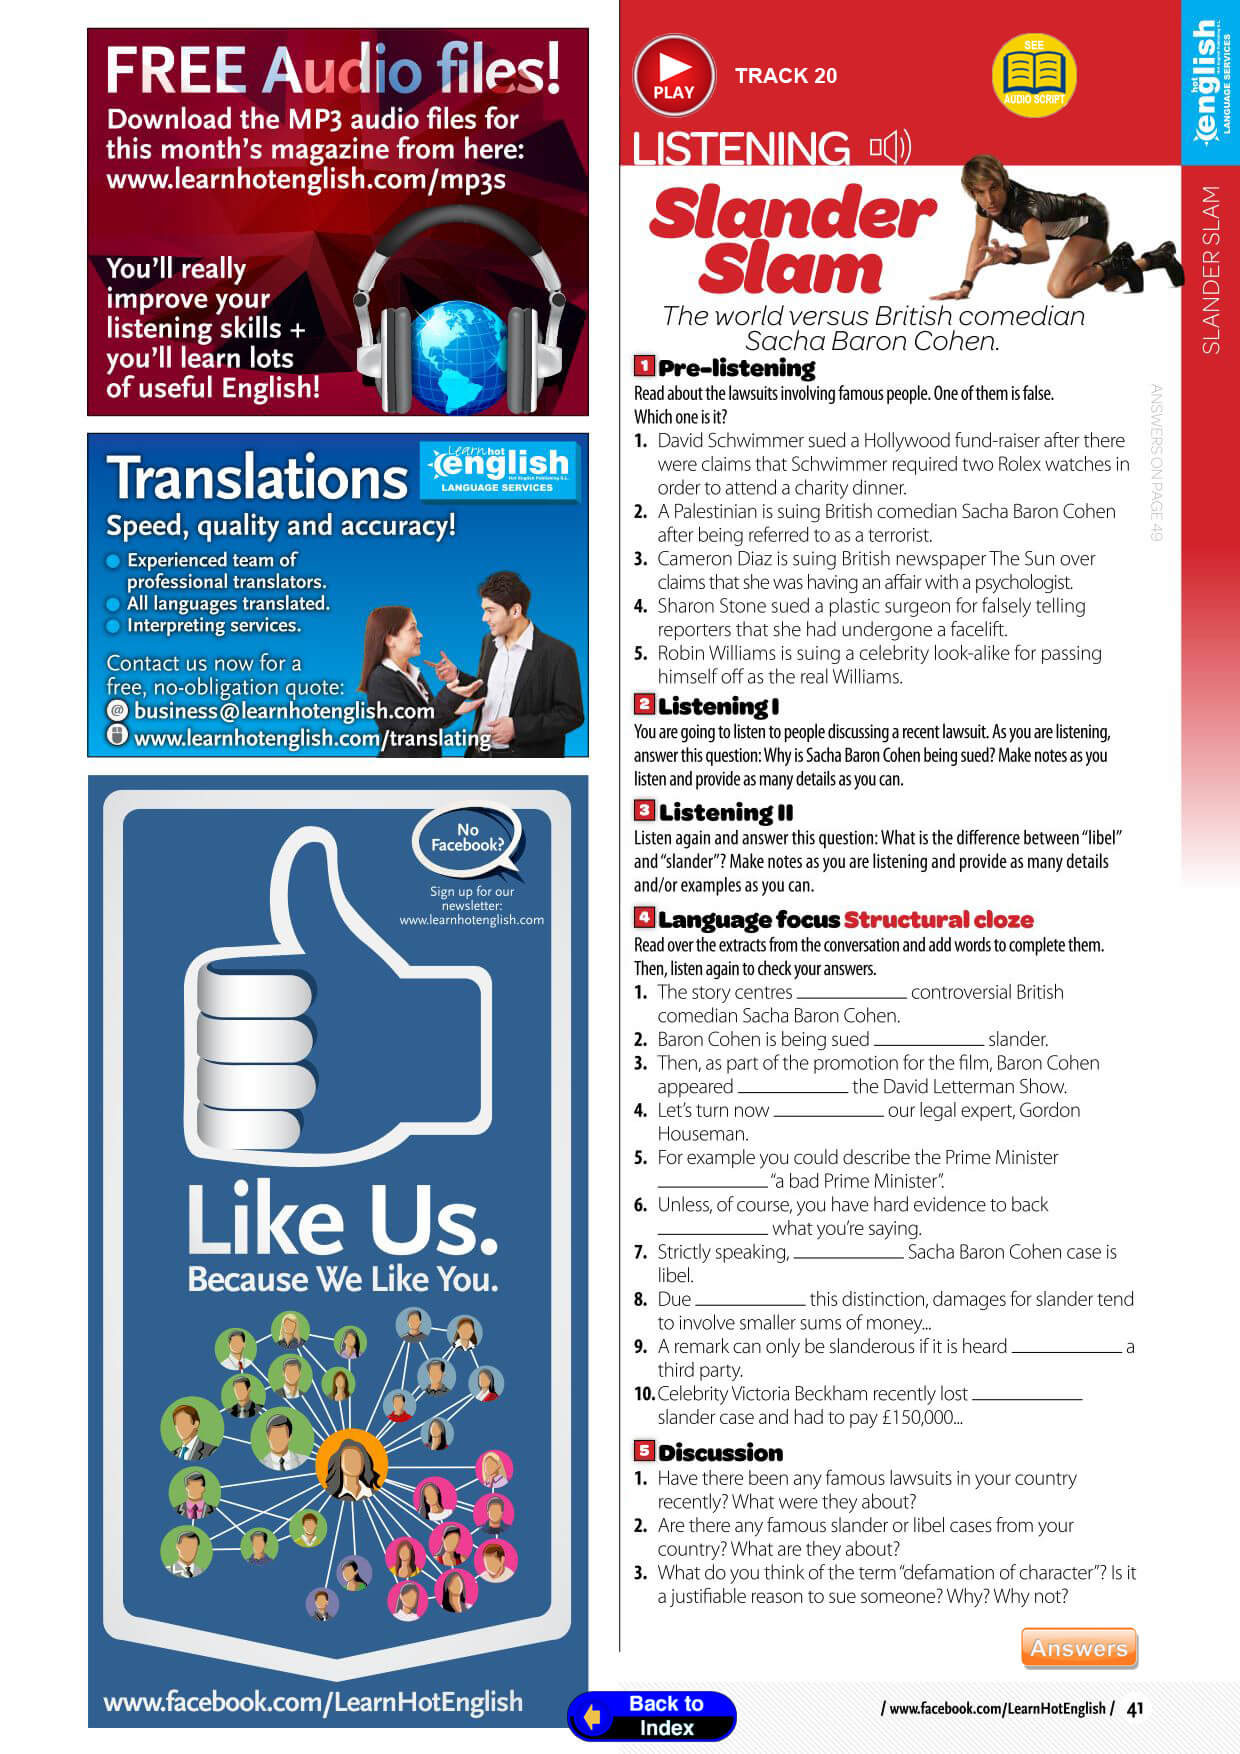 FREE Audio files!
Download the MP3 audio files for
this month's magazine from here:
www.learnhotenglish.com/mp3s
You'll really
improve your
listening skills +
you'll learn lots
of useful English!
Translations
Learn hot
english
Hot English Publishing S.L.
LANGUAGE SERVICES
Speed, quality and accuracy!
Experienced team of
professional translators.
All languages translated.
Interpreting services.
Contact us now for a
free, no-obligation quote:
@ business@learnhotenglish.com
www.learnhotenglish.com/translating
No
Facebook?
Sign up for our
newsletter:
www.learnhotenglish.com
Like Us.
Because We Like You.
www.facebook.com/LearnHotEnglish
PLAY
TRACK 20
SEE
AUDIO SCRIPT
LISTENING
Slander
Slam
The world versus British comedian
Sacha Baron Cohen.
1 Pre-listening
Read about the lawsuits involving famous people. One of them is false.
Which one is it?
1. David Schwimmer sued a Hollywood fund-raiser after there
were claims that Schwimmer required two Rolex watches in
order to attend a charity dinner.
2. A Palestinian is suing British comedian Sacha Baron Cohen
after being referred to as a terrorist.
3. Cameron Diaz is suing British newspaper The Sun over
claims that she was having an affair with a psychologist.
4. Sharon Stone sued a plastic surgeon for falsely telling
reporters that she had undergone a facelift.
5. Robin Williams is suing a celebrity look-alike for passing
himself off as the real Williams.
2 Listening I
You are going to listen to people discussing a recent lawsuit. As you are listening,
answer this question: Why is Sacha Baron Cohen being sued? Make notes as you
listen and provide as many details as you can.
3 Listening II
Listen again and answer this question: What is the difference between “libel”
and “slander”? Make notes as you are listening and provide as many details
and/or examples as you can.
4 Language focus Structural cloze
Read over the extracts from the conversation and add words to complete them.
Then, listen again to check your answers.
1. The story centres ____________ controversial British
comedian Sacha Baron Cohen.
2. Baron Cohen is being sued ____________ slander.
3. Then, as part of the promotion for the film, Baron Cohen
appeared ____________ the David Letterman Show.
4. Let's turn now ____________ our legal expert, Gordon
Houseman.
5. For example you could describe the Prime Minister
____________ “a bad Prime Minister”.
6. Unless, of course, you have hard evidence to back
____________ what you're saying.
7. Strictly speaking, ____________ Sacha Baron Cohen case is
libel.
8. Due ____________ this distinction, damages for slander tend
to involve smaller sums of money...
9. A remark can only be slanderous if it is heard ____________ a
third party.
10. Celebrity Victoria Beckham recently lost ____________
slander case and had to pay £150,000...
5 Discussion
1. Have there been any famous lawsuits in your country
recently? What were they about?
2. Are there any famous slander or libel cases from your
country? What are they about?
3. What do you think of the term “defamation of character”? Is it
a justifiable reason to sue someone? Why? Why not?
Answers
Back to
Index
/ www.facebook.com/LearnHotEnglish / 41
hot
english
LANGUAGE SERVICES
SLANDER SLAM
ANSWERS ON PAGE 49